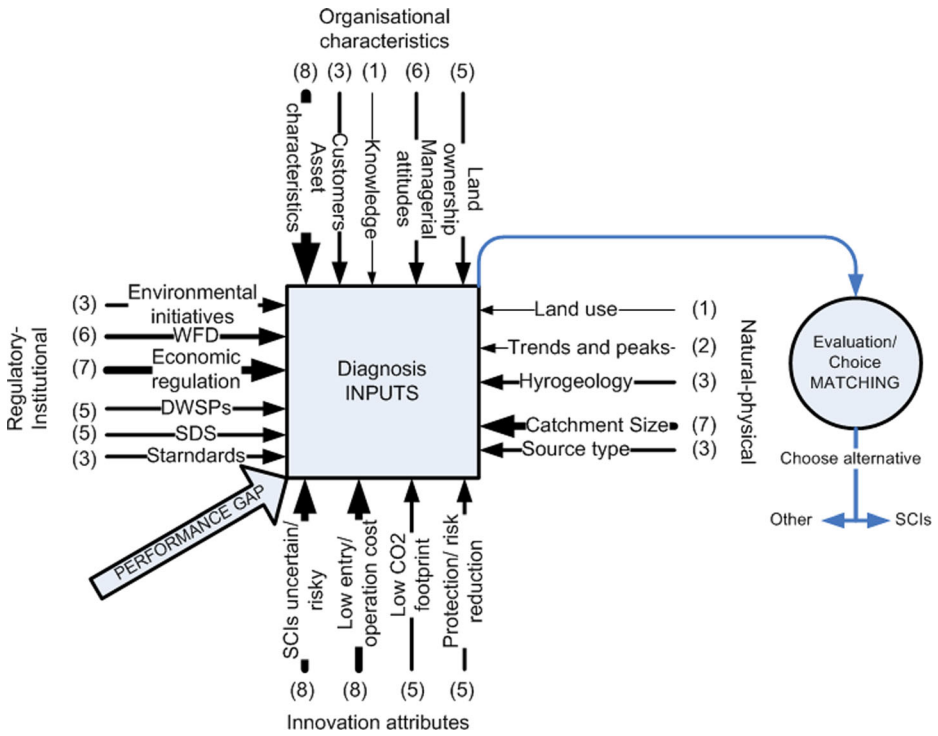 Organisational
characteristics
(8) (3) (1) (6) (5)
Asset
characteristics
Customers
Knowledge
Managerial
attitudes
Land
ownership
Regulatory-
Institutional
(3) Environmental
initiatives
(6) WFD
(7) Economic
regulation
(5) DWSPs
(5) SDS
(3) Starndards
PERFORMANCE GAP
Diagnosis
INPUTS
Land use (1)
Trends and peaks- (2)
Hyrogeology (3)
Catchment Size (7)
Source type (3)
Natural-physical
Evaluation/
Choice
MATCHING
Choose alternative
Other SCIs
SCIs uncertain/
risky
Low entry/
operation cost
Low CO2
footprint
Protection/ risk
reduction
(8) (8) (5) (5)
Innovation attributes